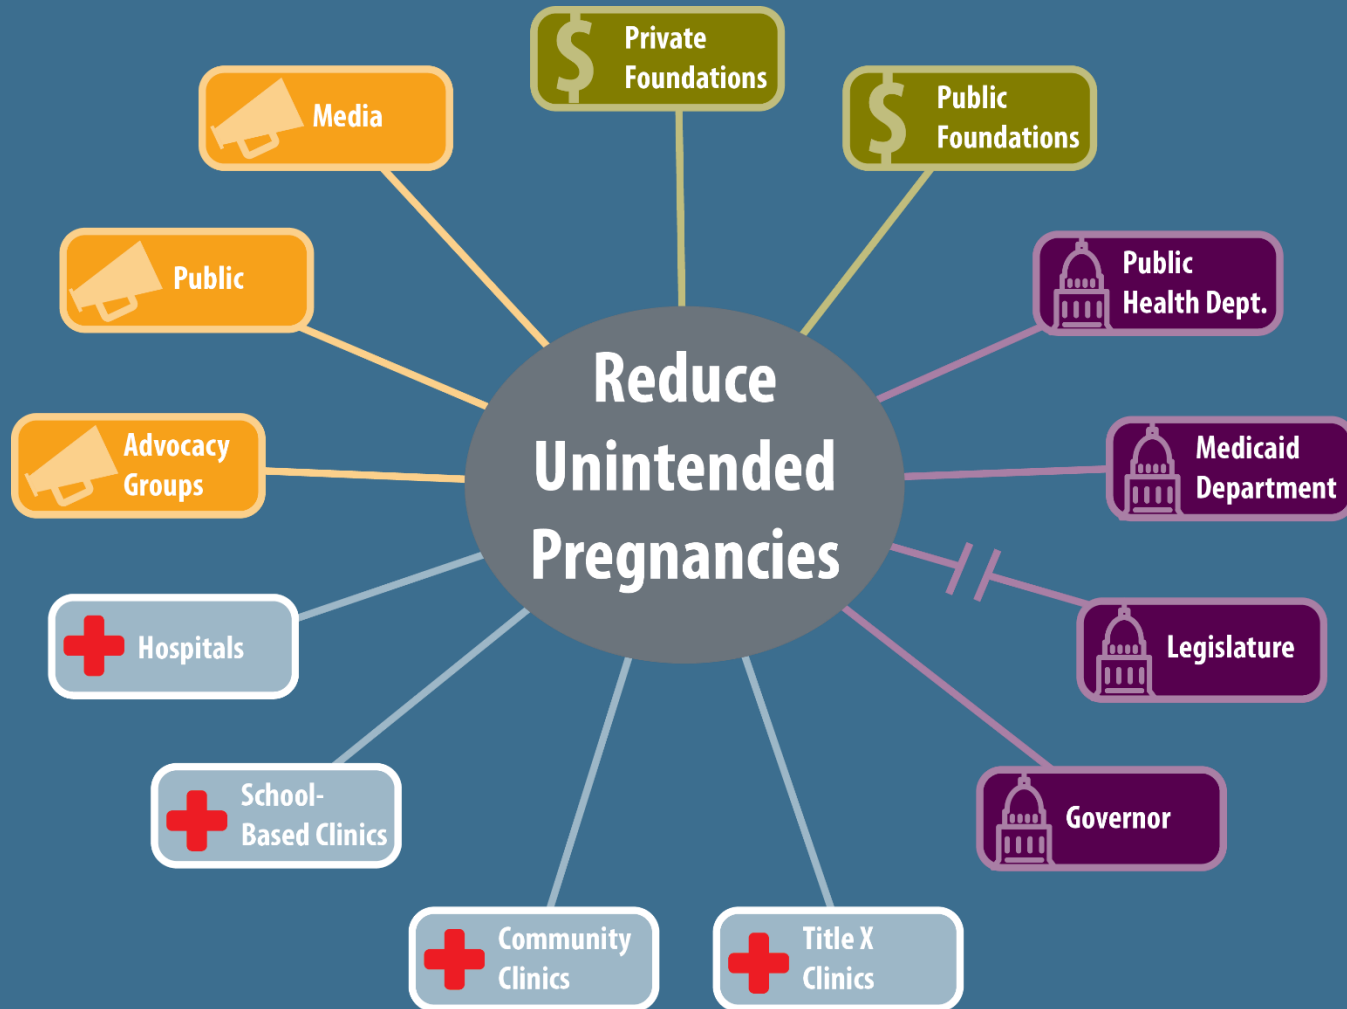 Private
Foundations
Public
Foundations
Media
Public
Health Dept.
Public
Reduce
Unintended
Pregnancies
Advocacy
Groups
Medicaid
Department
Hospitals
Legislature
School-
Based Clinics
Governor
Community
Clinics
Title X
Clinics